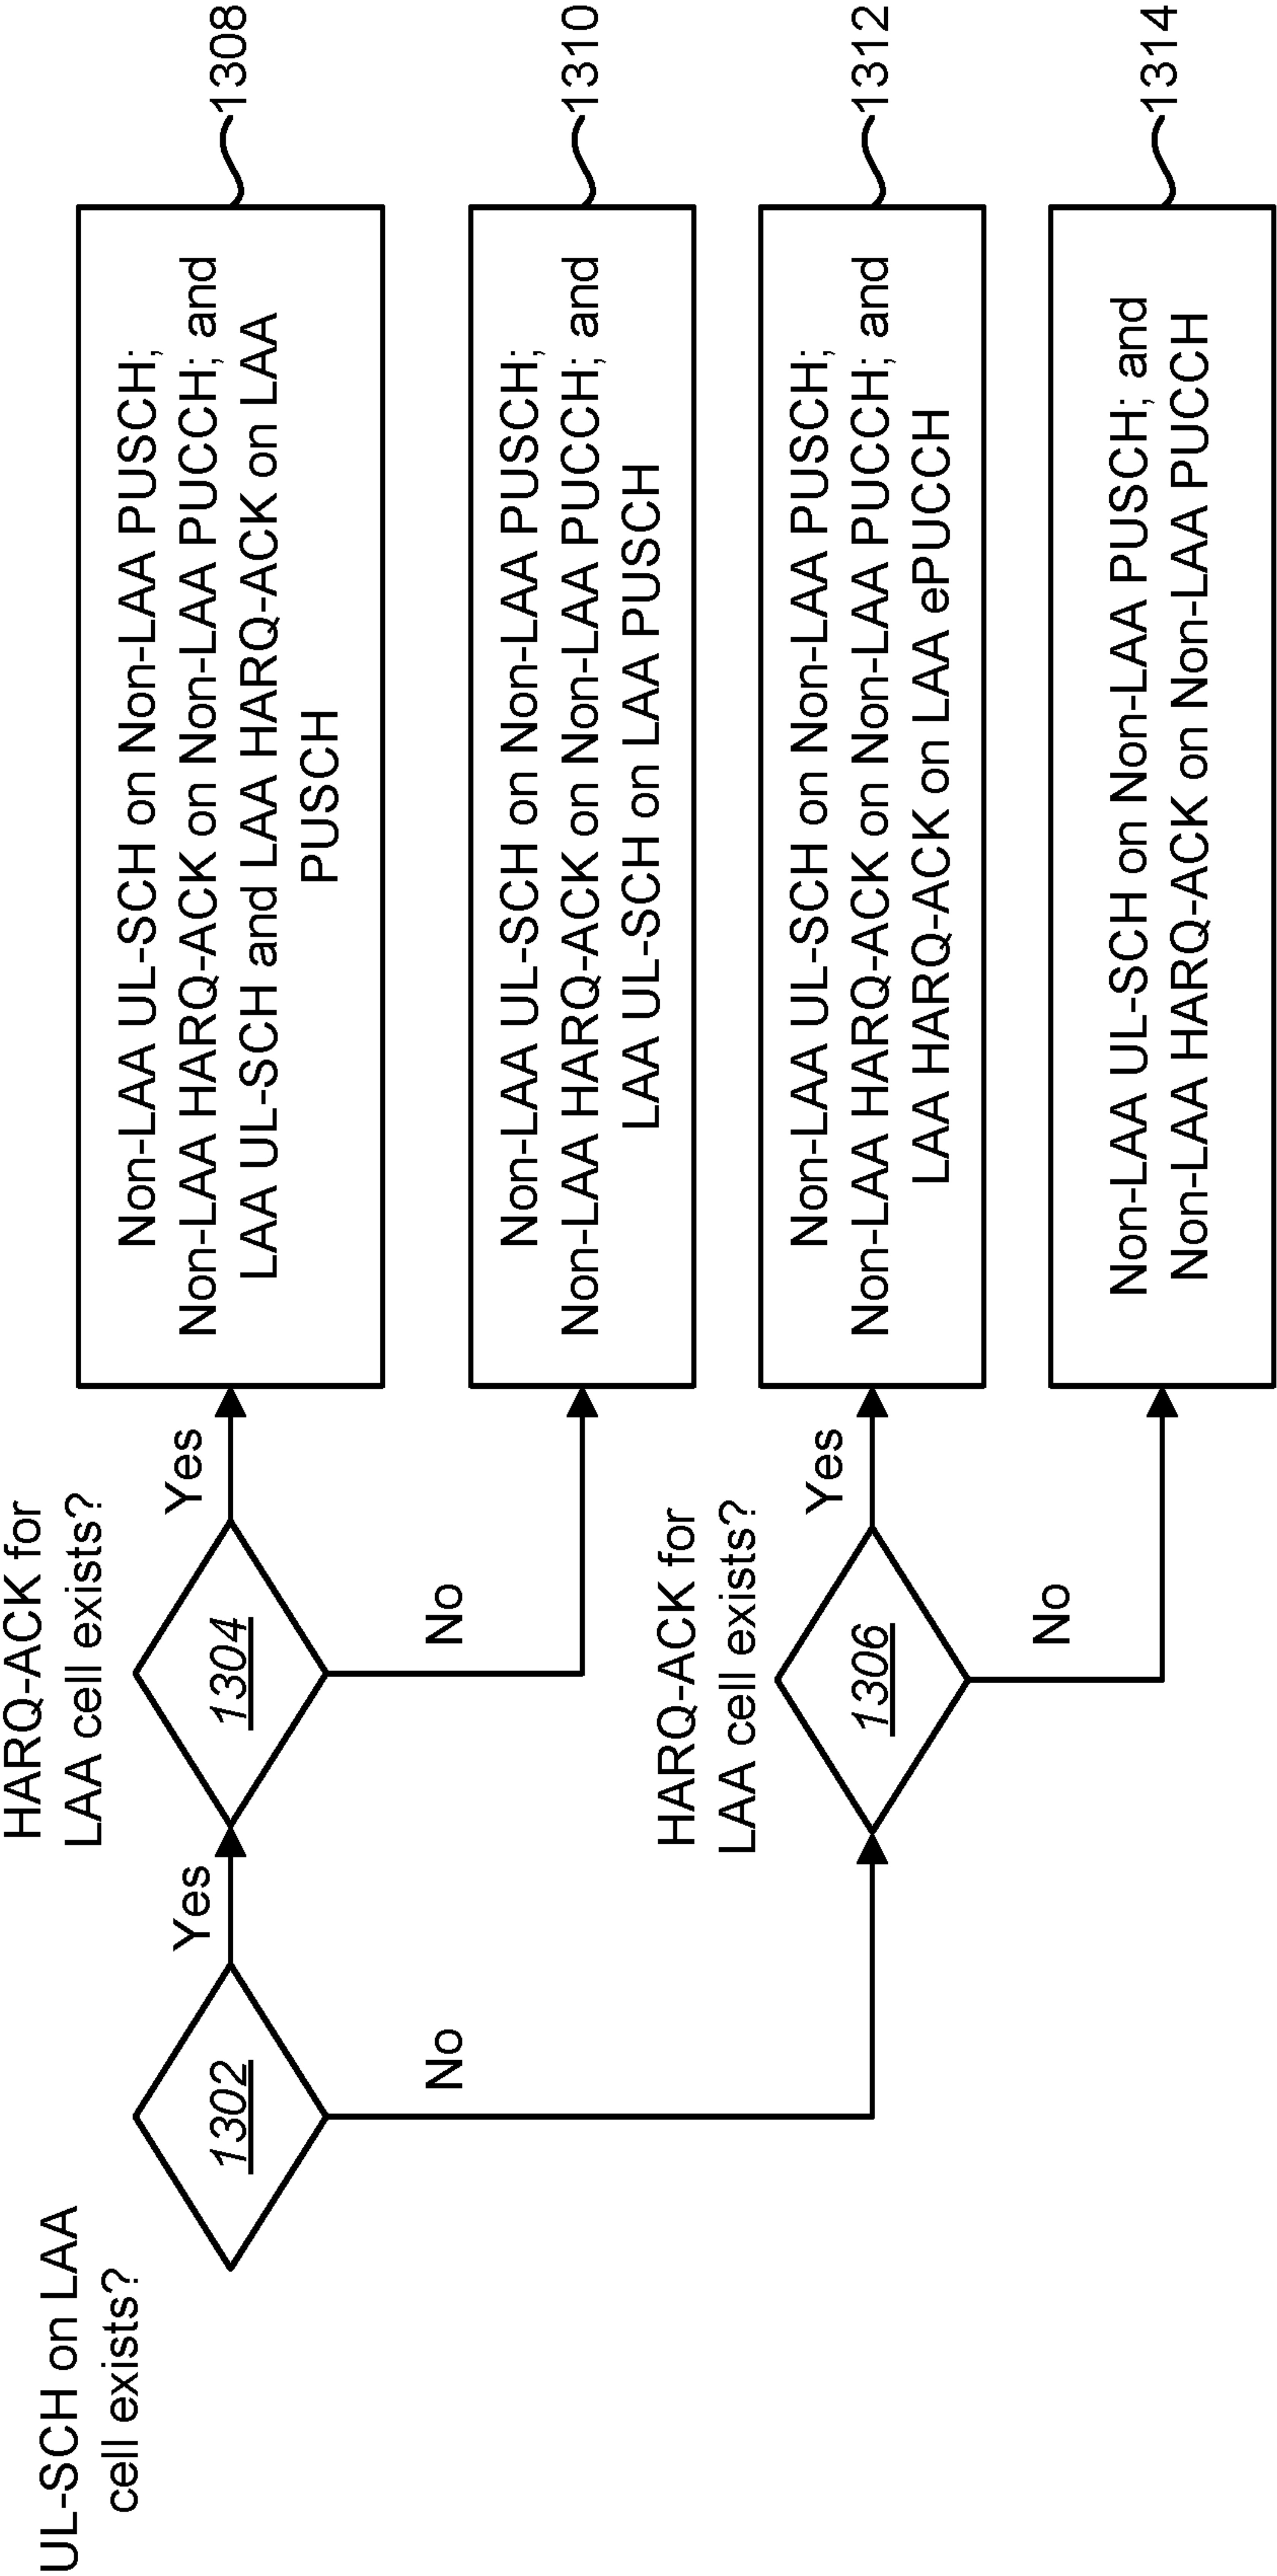 UL-SCH on LAA
cell exists?
1302
Yes
No
HARQ-ACK for
LAA cell exists?
1304
Yes
No
Non-LAA UL-SCH on Non-LAA PUSCH;
Non-LAA HARQ-ACK on Non-LAA PUCCH; and
LAA UL-SCH and LAA HARQ-ACK on LAA
PUSCH
1308
Non-LAA UL-SCH on Non-LAA PUSCH;
Non-LAA HARQ-ACK on Non-LAA PUCCH; and
LAA UL-SCH on LAA PUSCH
1310
HARQ-ACK for
LAA cell exists?
1306
Yes
No
Non-LAA UL-SCH on Non-LAA PUSCH;
Non-LAA HARQ-ACK on Non-LAA PUCCH; and
LAA HARQ-ACK on LAA ePUCCH
1312
Non-LAA UL-SCH on Non-LAA PUSCH; and
Non-LAA HARQ-ACK on Non-LAA PUCCH
1314